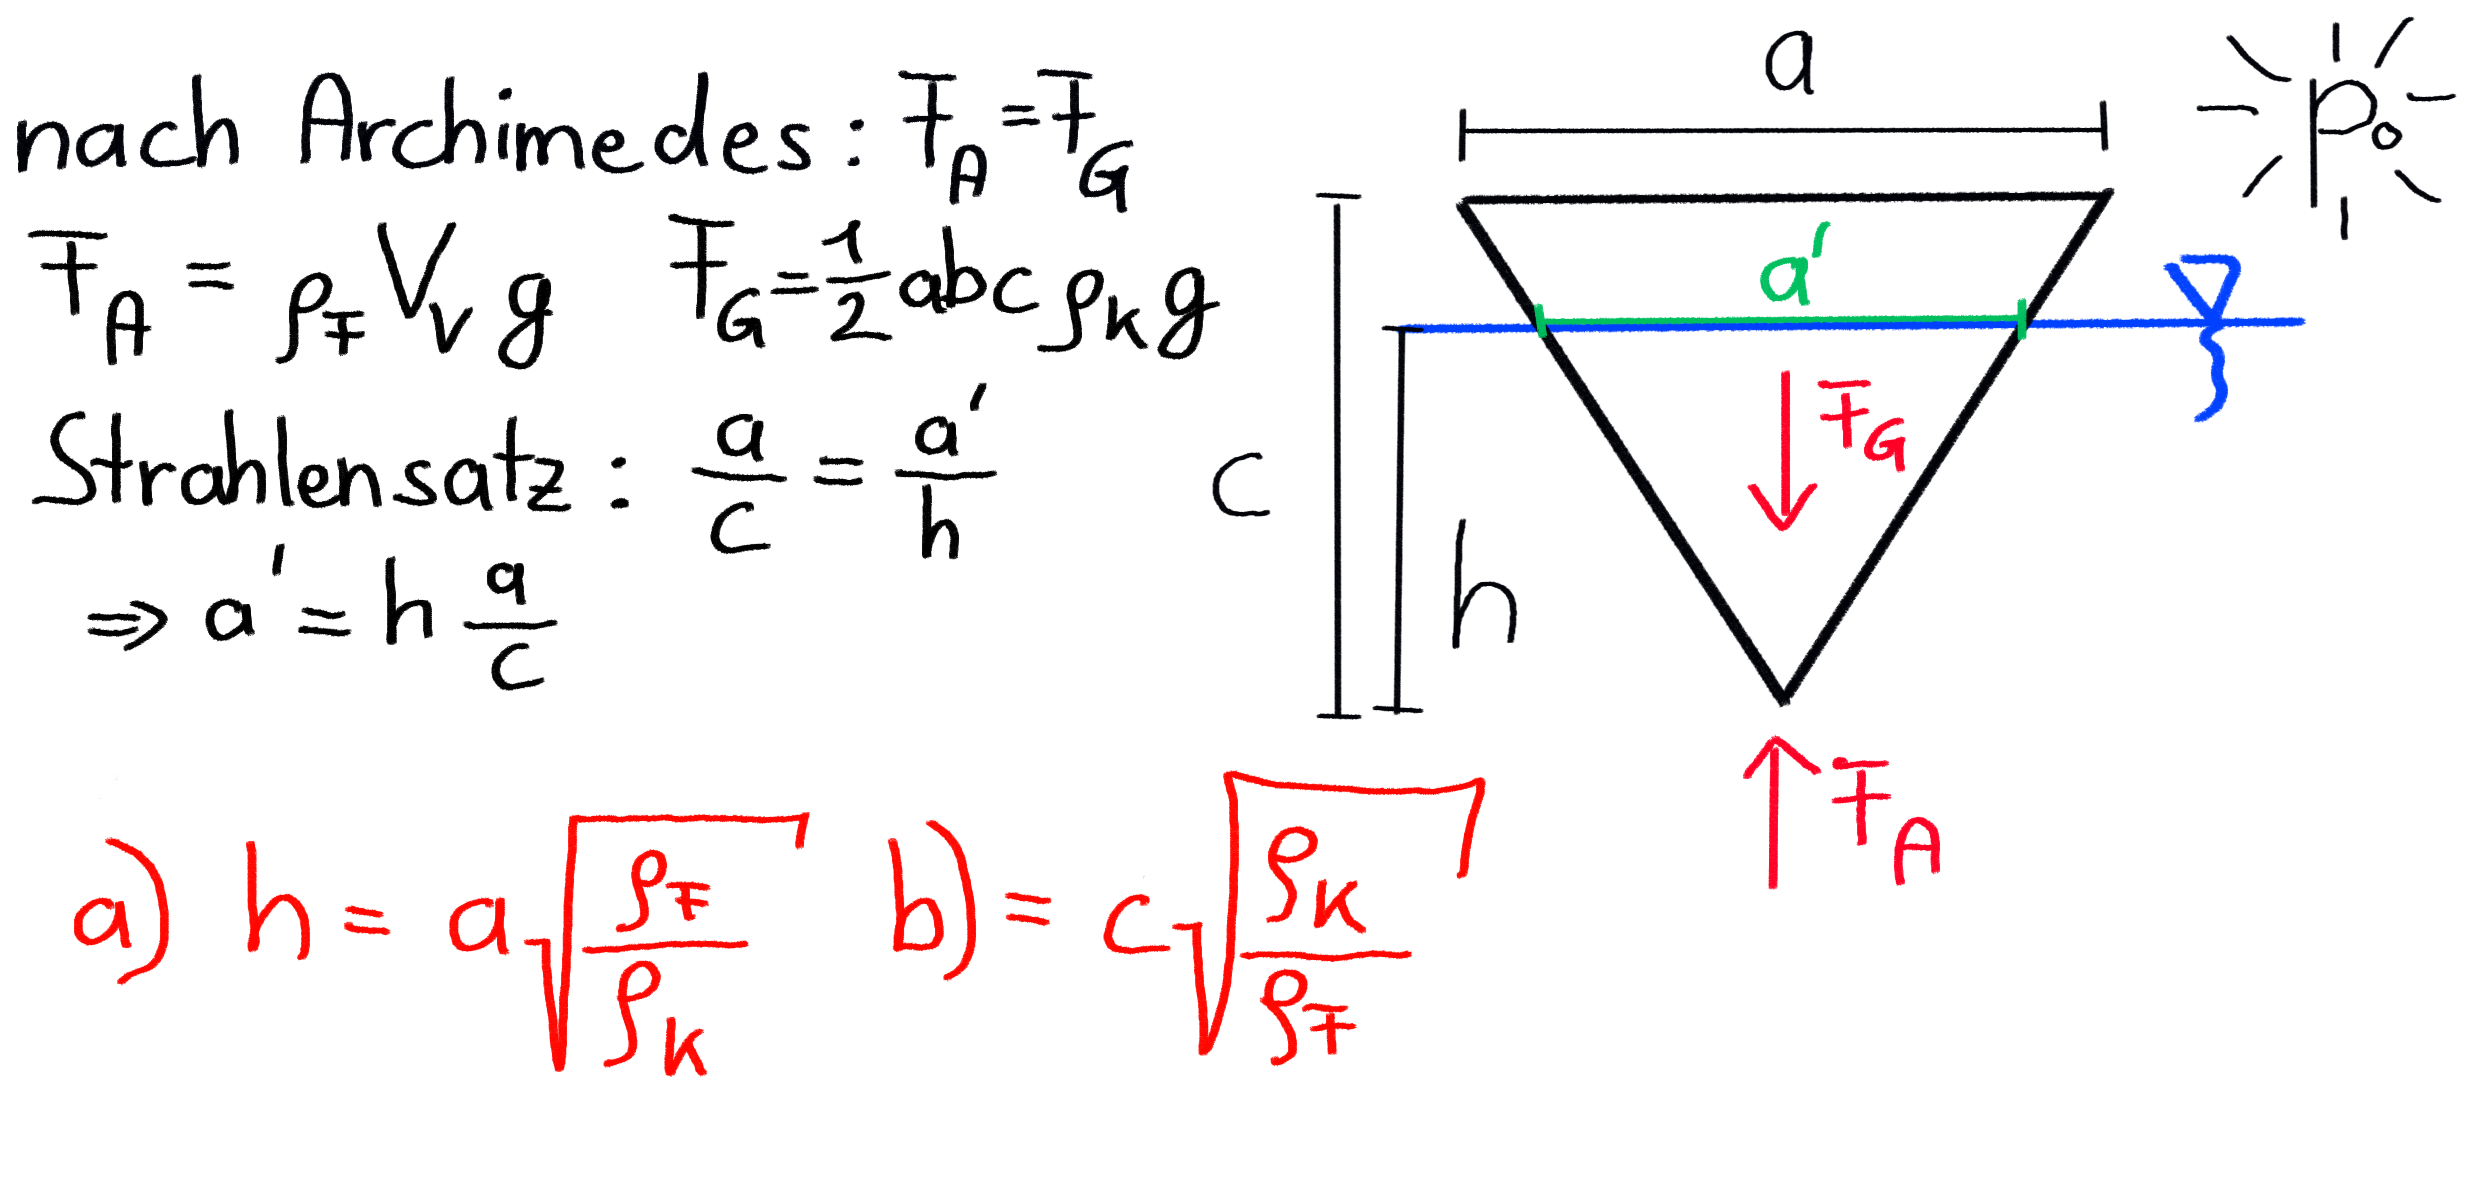 nach Archimedes: F_A = F_G
F_A = ρ_F V_V g   F_G = 1/2 abc ρ_K g
Strahlensatz: a/c = a'/h
⇒ a' = h a/c
a) h = a √(ρ_F/ρ_K)   b) = c √(ρ_K/ρ_F)
a
p₀
a'
F_G
c
h
F_A